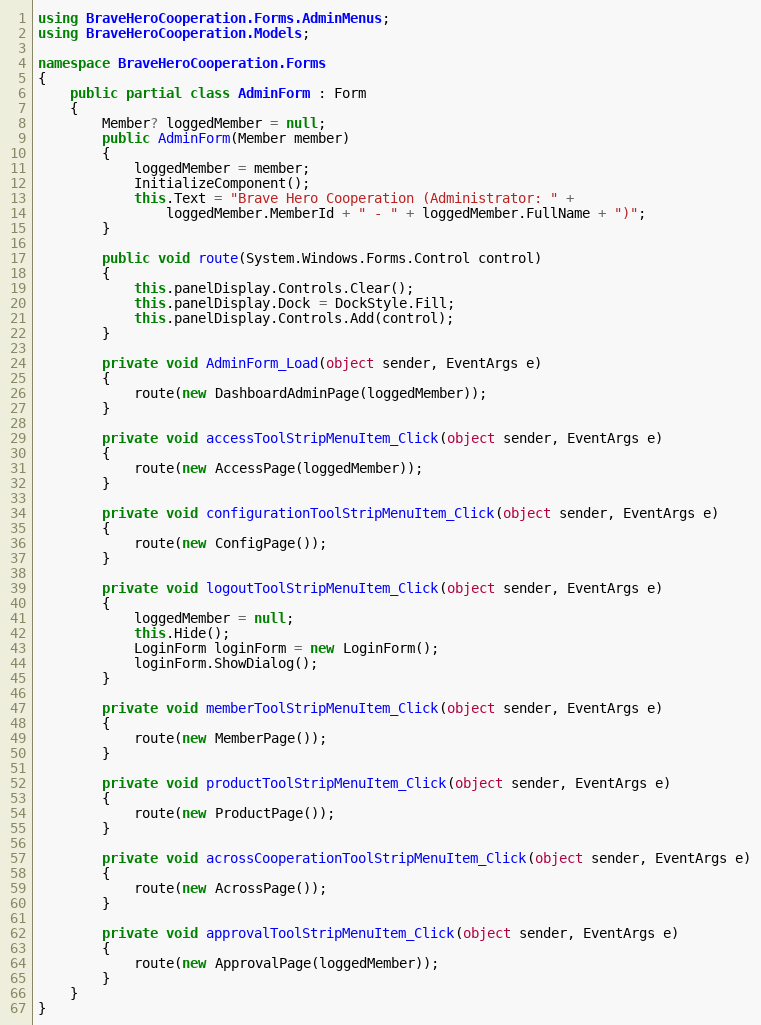 1 using BraveHeroCooperation.Forms.AdminMenus;
2 using BraveHeroCooperation.Models;
3
4 namespace BraveHeroCooperation.Forms
5 {
6     public partial class AdminForm : Form
7     {
8         Member? loggedMember = null;
9         public AdminForm(Member member)
10         {
11             loggedMember = member;
12             InitializeComponent();
13             this.Text = "Brave Hero Cooperation (Administrator: " +
14                 loggedMember.MemberId + " - " + loggedMember.FullName + ")";
15         }
16
17         public void route(System.Windows.Forms.Control control)
18         {
19             this.panelDisplay.Controls.Clear();
20             this.panelDisplay.Dock = DockStyle.Fill;
21             this.panelDisplay.Controls.Add(control);
22         }
23
24         private void AdminForm_Load(object sender, EventArgs e)
25         {
26             route(new DashboardAdminPage(loggedMember));
27         }
28
29         private void accessToolStripMenuItem_Click(object sender, EventArgs e)
30         {
31             route(new AccessPage(loggedMember));
32         }
33
34         private void configurationToolStripMenuItem_Click(object sender, EventArgs e)
35         {
36             route(new ConfigPage());
37         }
38
39         private void logoutToolStripMenuItem_Click(object sender, EventArgs e)
40         {
41             loggedMember = null;
42             this.Hide();
43             LoginForm loginForm = new LoginForm();
44             loginForm.ShowDialog();
45         }
46
47         private void memberToolStripMenuItem_Click(object sender, EventArgs e)
48         {
49             route(new MemberPage());
50         }
51
52         private void productToolStripMenuItem_Click(object sender, EventArgs e)
53         {
54             route(new ProductPage());
55         }
56
57         private void acrossCooperationToolStripMenuItem_Click(object sender, EventArgs e)
58         {
59             route(new AcrossPage());
60         }
61
62         private void approvalToolStripMenuItem_Click(object sender, EventArgs e)
63         {
64             route(new ApprovalPage(loggedMember));
65         }
66     }
67 }